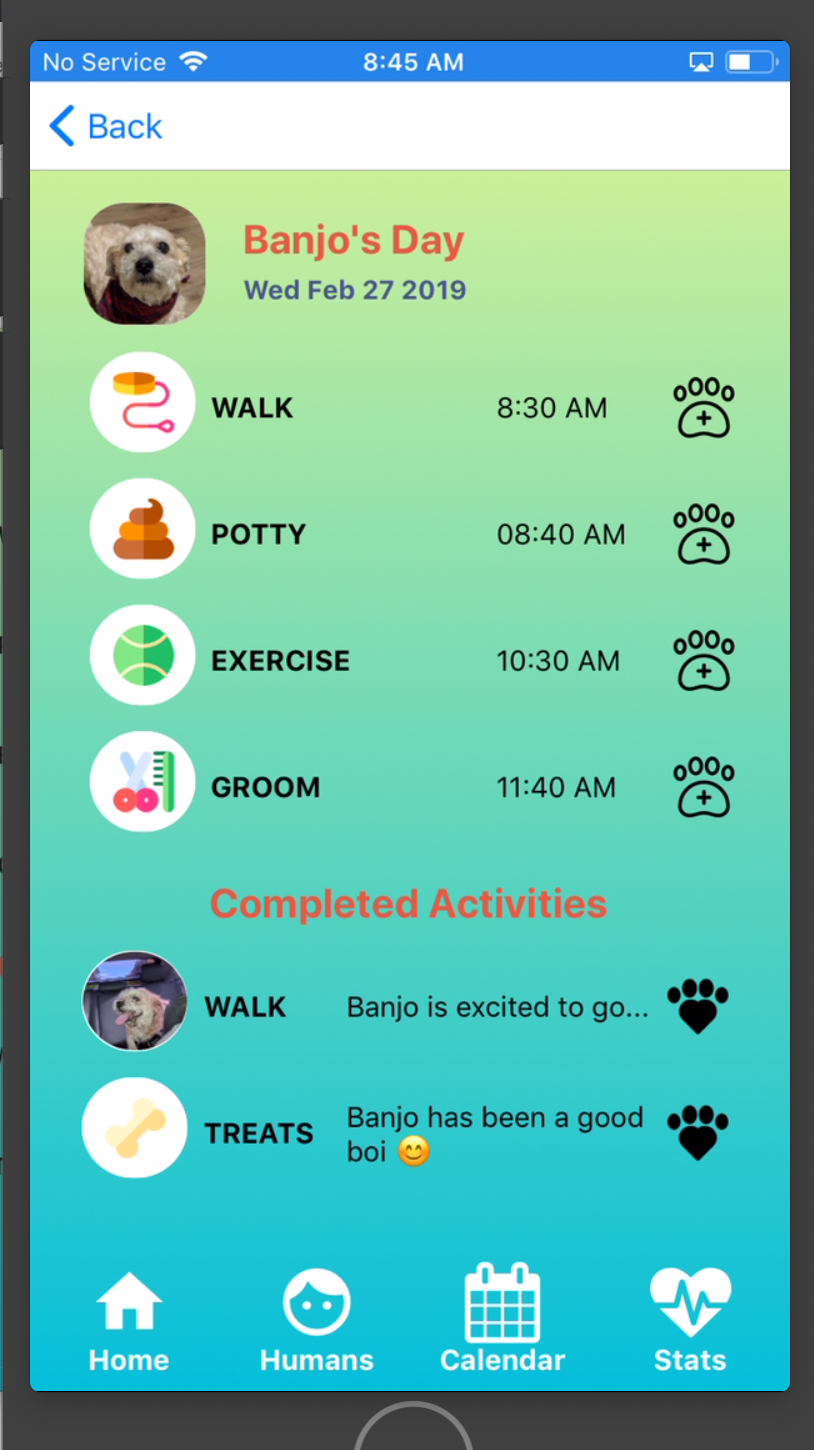 No Service 8:45 AM
Back
Banjo's Day
Wed Feb 27 2019
WALK 8:30 AM
POTTY 08:40 AM
EXERCISE 10:30 AM
GROOM 11:40 AM
Completed Activities
WALK Banjo is excited to go...
TREATS Banjo has been a good
boi 😊
Home Humans Calendar Stats